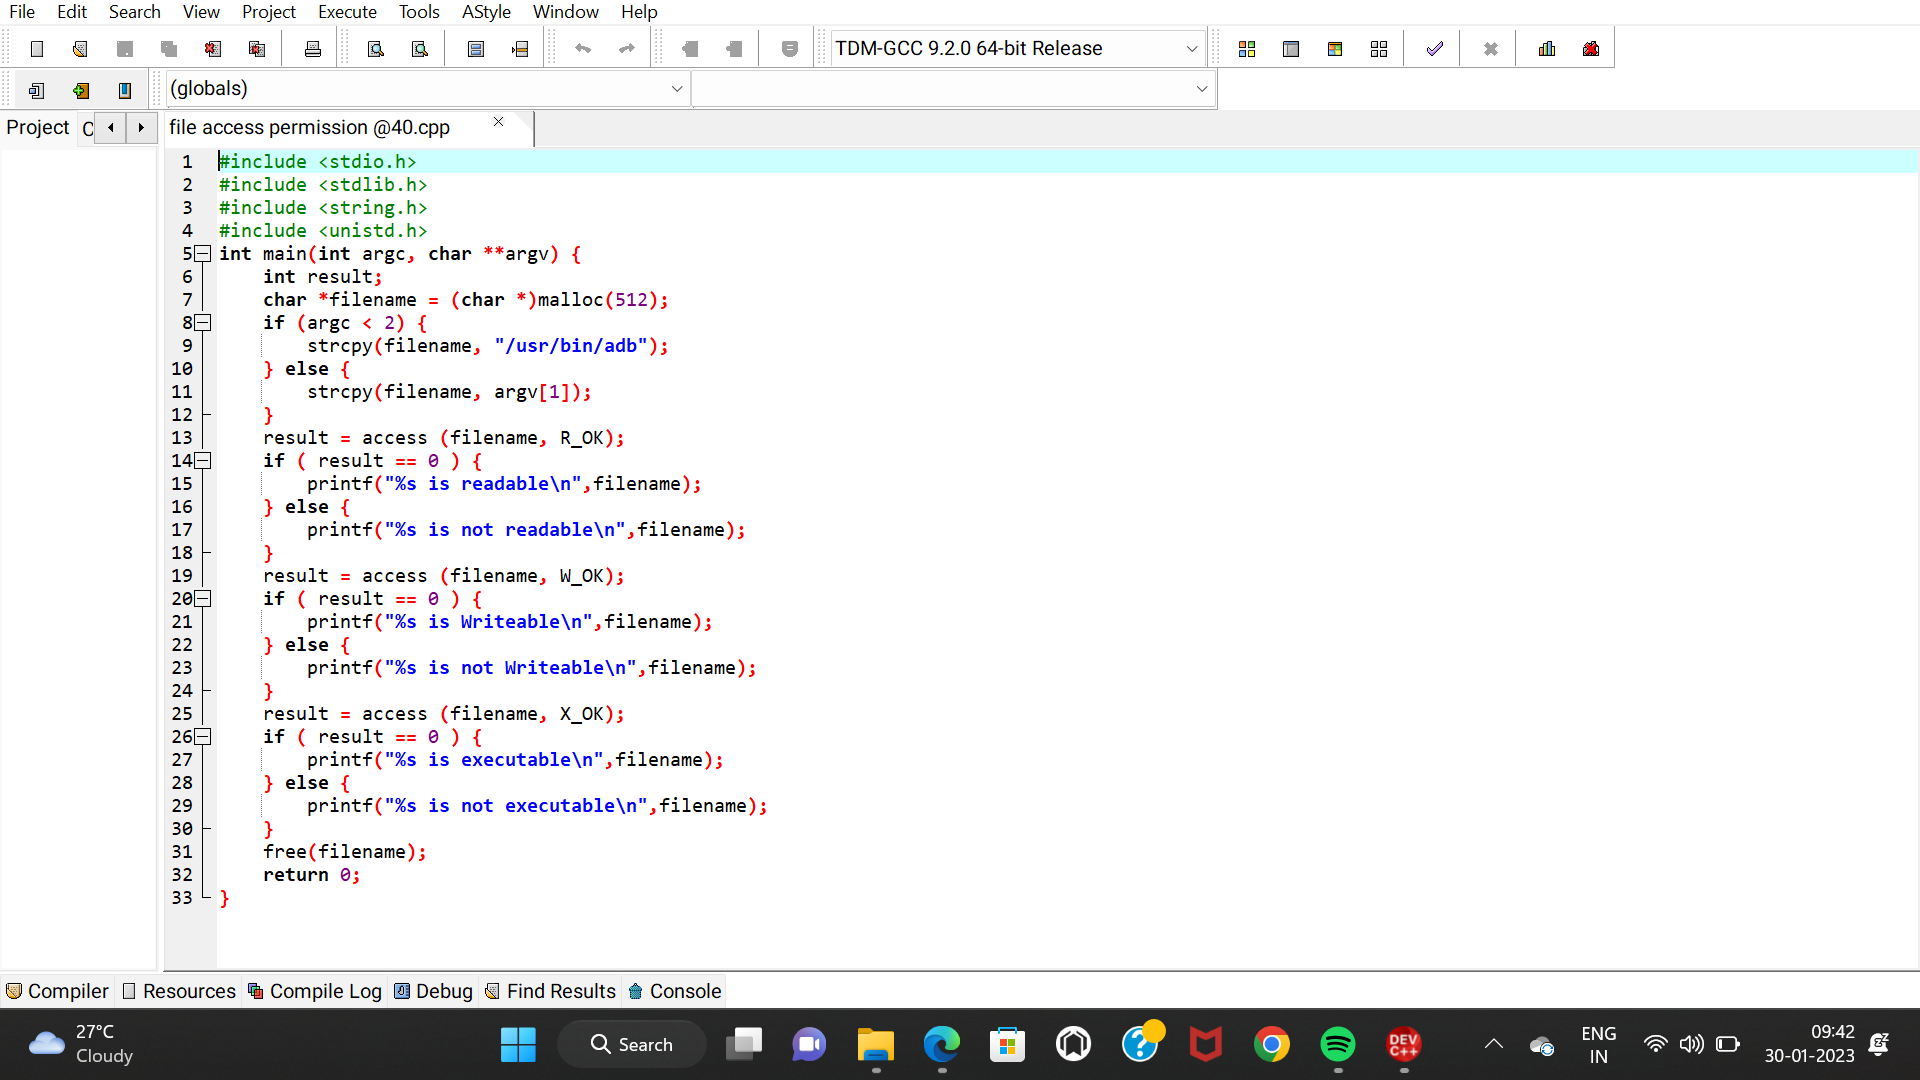 File Edit Search View Project Execute Tools AStyle Window Help
TDM-GCC 9.2.0 64-bit Release
(globals)
Project C file access permission @40.cpp
1 #include <stdio.h>
2 #include <stdlib.h>
3 #include <string.h>
4 #include <unistd.h>
5 int main(int argc, char **argv) {
6 int result;
7 char *filename = (char *)malloc(512);
8 if (argc < 2) {
9 strcpy(filename, "/usr/bin/adb");
10 } else {
11 strcpy(filename, argv[1]);
12 }
13 result = access (filename, R_OK);
14 if ( result == 0 ) {
15 printf("%s is readable\n",filename);
16 } else {
17 printf("%s is not readable\n",filename);
18 }
19 result = access (filename, W_OK);
20 if ( result == 0 ) {
21 printf("%s is Writeable\n",filename);
22 } else {
23 printf("%s is not Writeable\n",filename);
24 }
25 result = access (filename, X_OK);
26 if ( result == 0 ) {
27 printf("%s is executable\n",filename);
28 } else {
29 printf("%s is not executable\n",filename);
30 }
31 free(filename);
32 return 0;
33 }
Compiler Resources Compile Log Debug Find Results Console
27°C
Cloudy
Search
DEV
C++
ENG
IN
09:42
30-01-2023